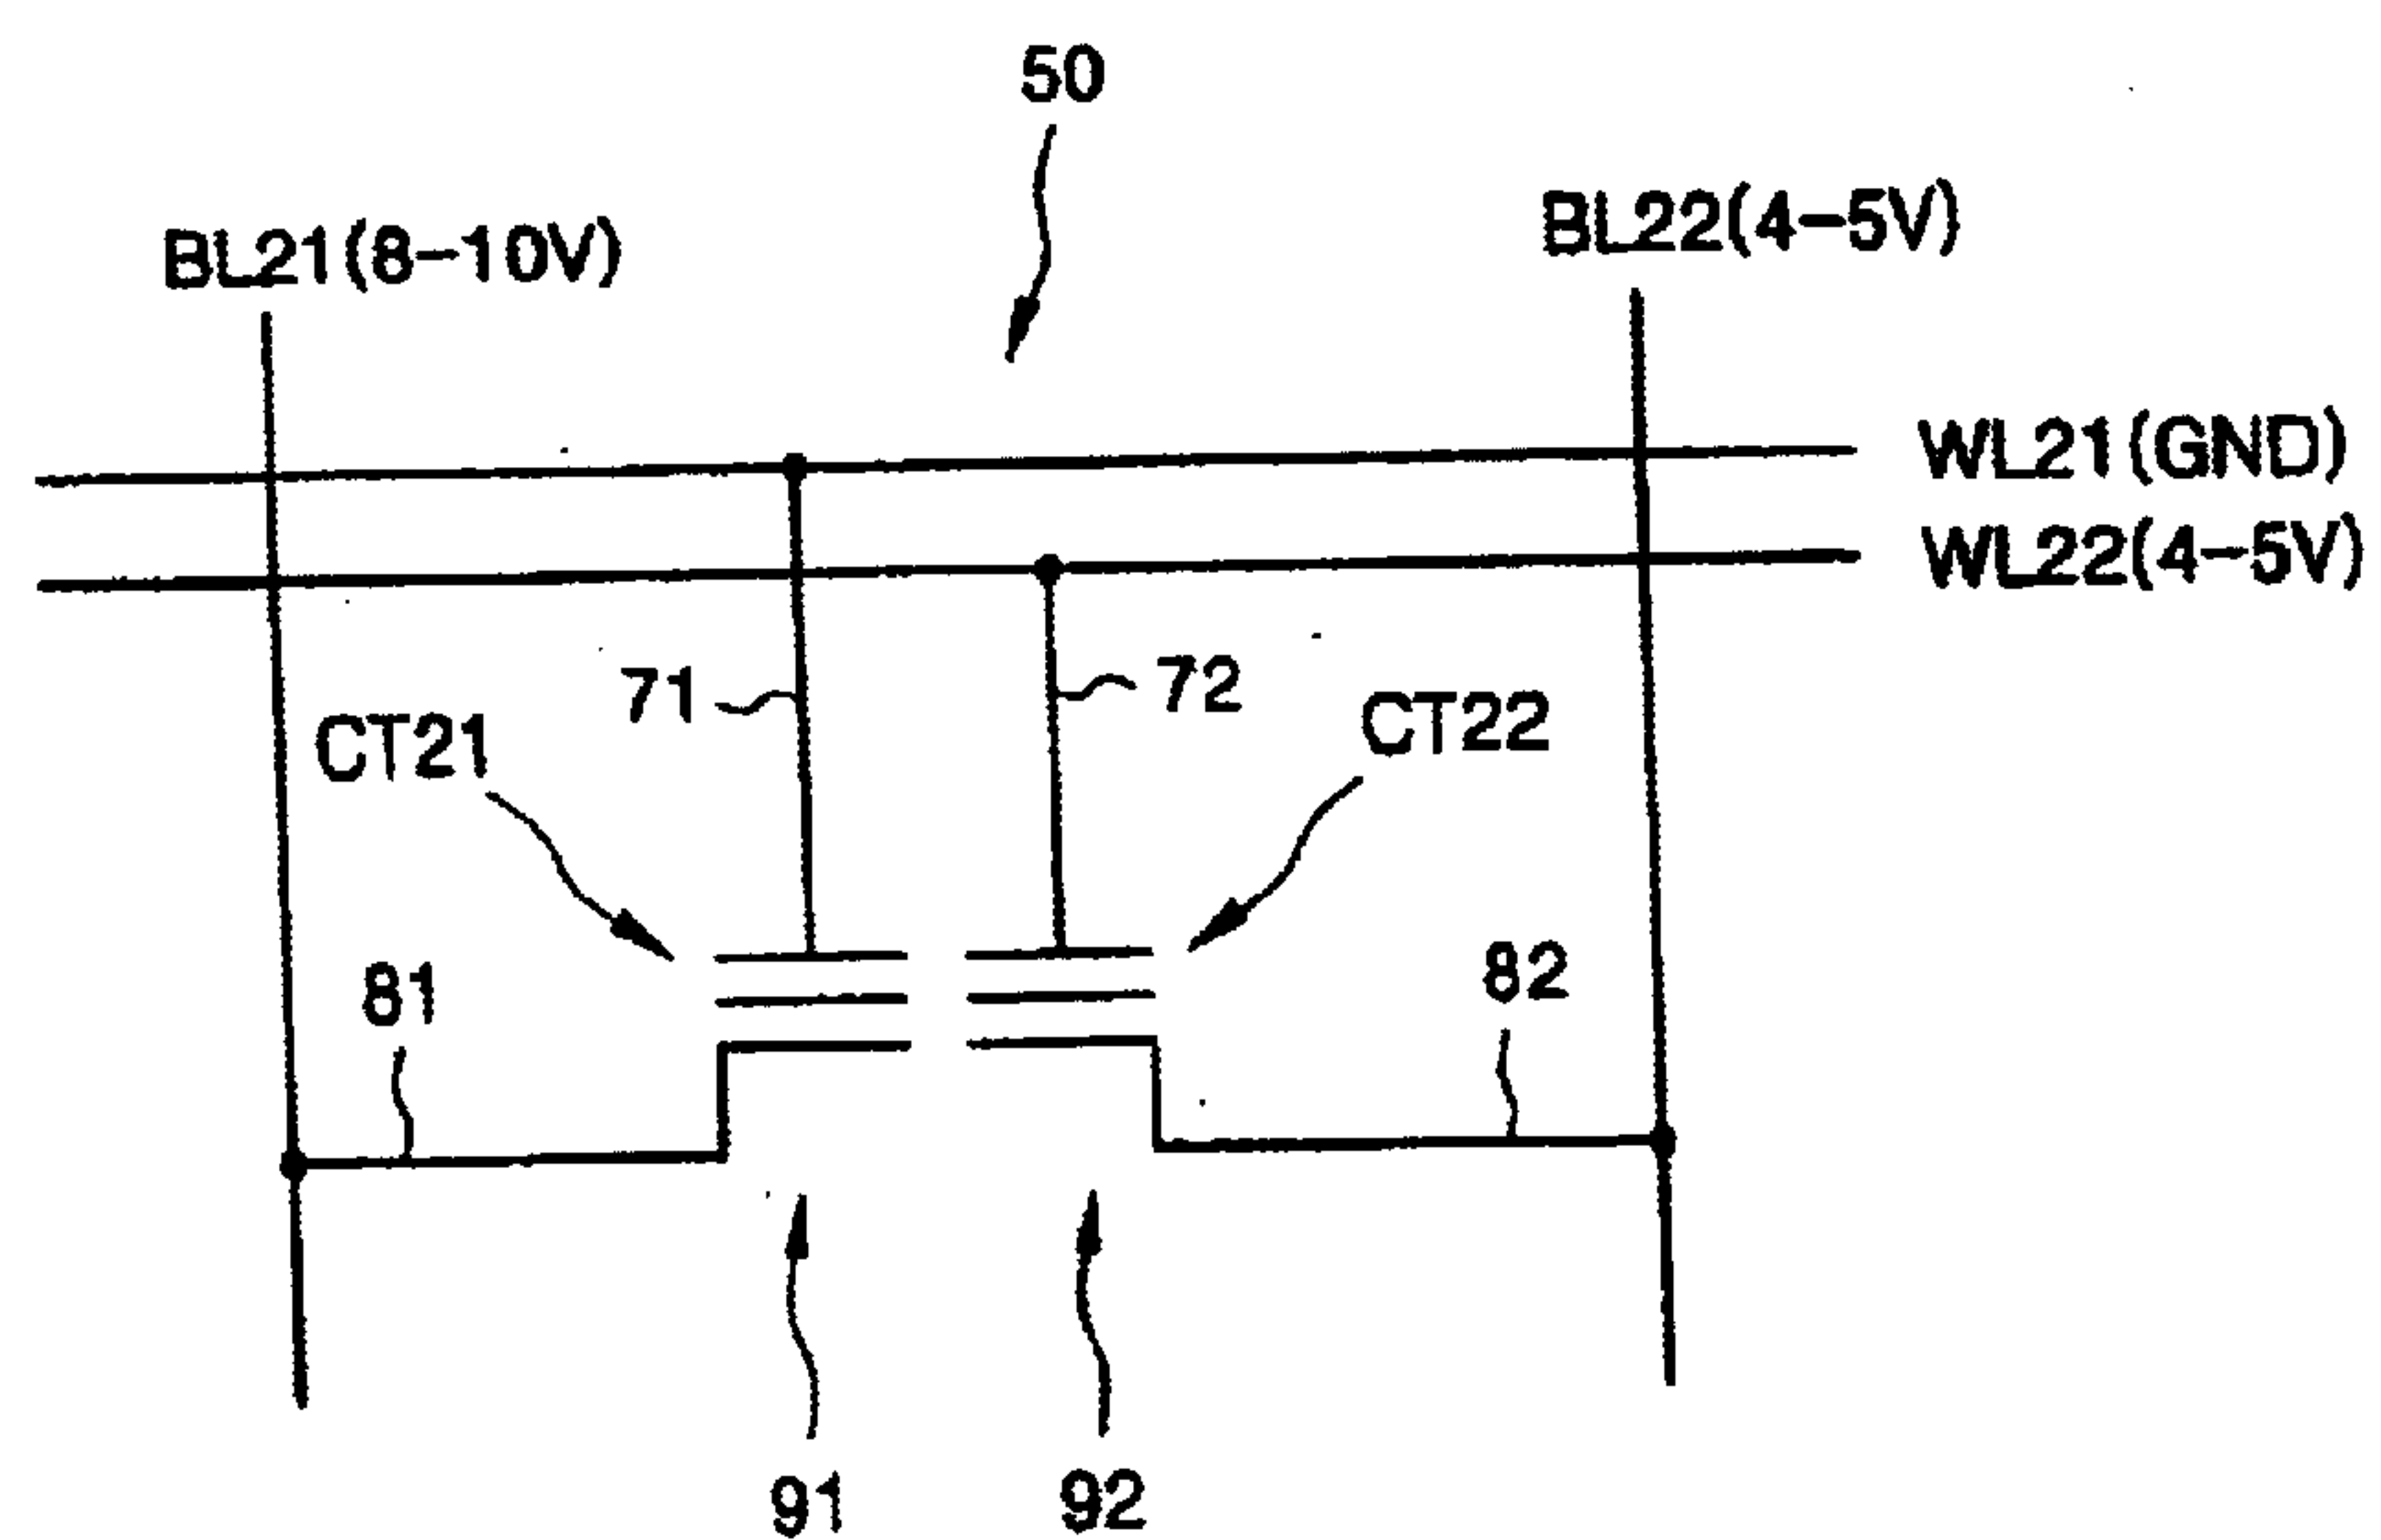 50
BL21(8-10V)
BL22(4-5V)
WL21(GND)
WL22(4-5V)
71
72
CT21
CT22
81
82
91
92